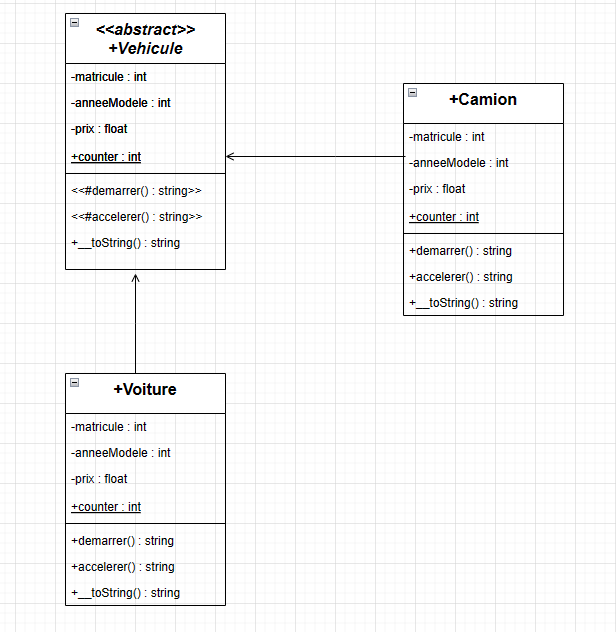 <<abstract>>
+Vehicule
-matricule : int
-anneeModele : int
-prix : float
+counter : int
<<#demarrer() : string>>
<<#accelerer() : string>>
+__toString() : string
+Camion
-matricule : int
-anneeModele : int
-prix : float
+counter : int
+demarrer() : string
+accelerer() : string
+__toString() : string
+Voiture
-matricule : int
-anneeModele : int
-prix : float
+counter : int
+demarrer() : string
+accelerer() : string
+__toString() : string